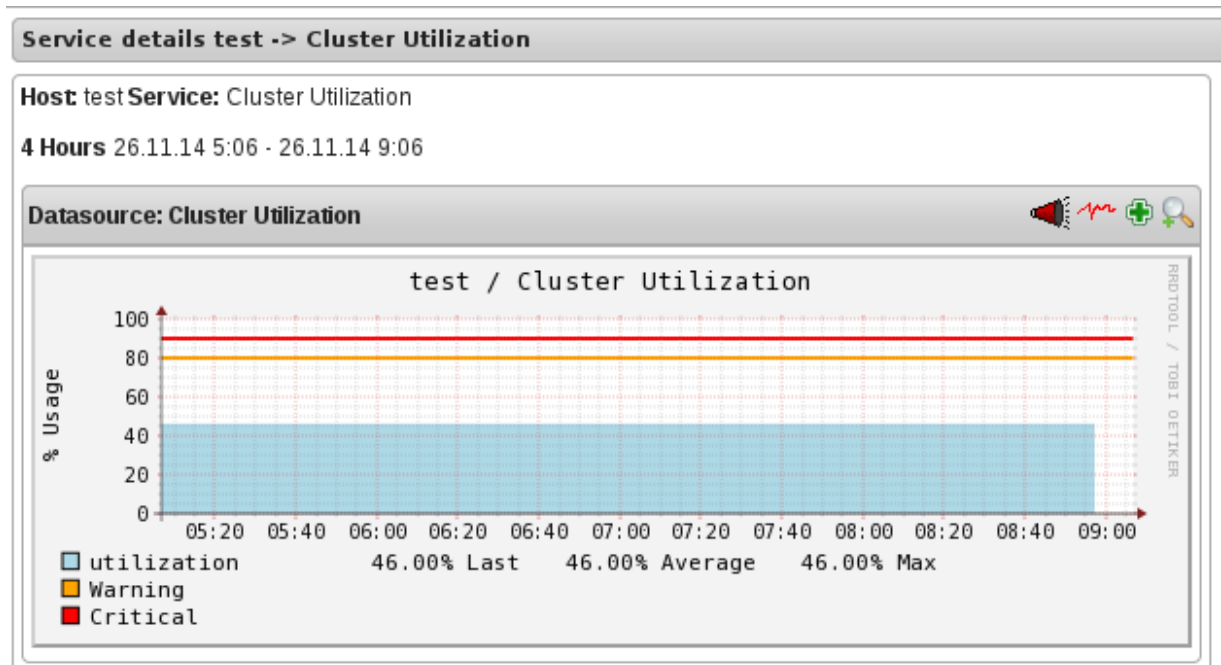 Service details test -> Cluster Utilization
Host: test Service: Cluster Utilization
4 Hours 26.11.14 5:06 - 26.11.14 9:06
Datasource: Cluster Utilization
test / Cluster Utilization
RRDTOOL / TOBI OETIKER
% Usage
100
80
60
40
20
0
05:20 05:40 06:00 06:20 06:40 07:00 07:20 07:40 08:00 08:20 08:40 09:00
utilization 46.00% Last 46.00% Average 46.00% Max
Warning
Critical